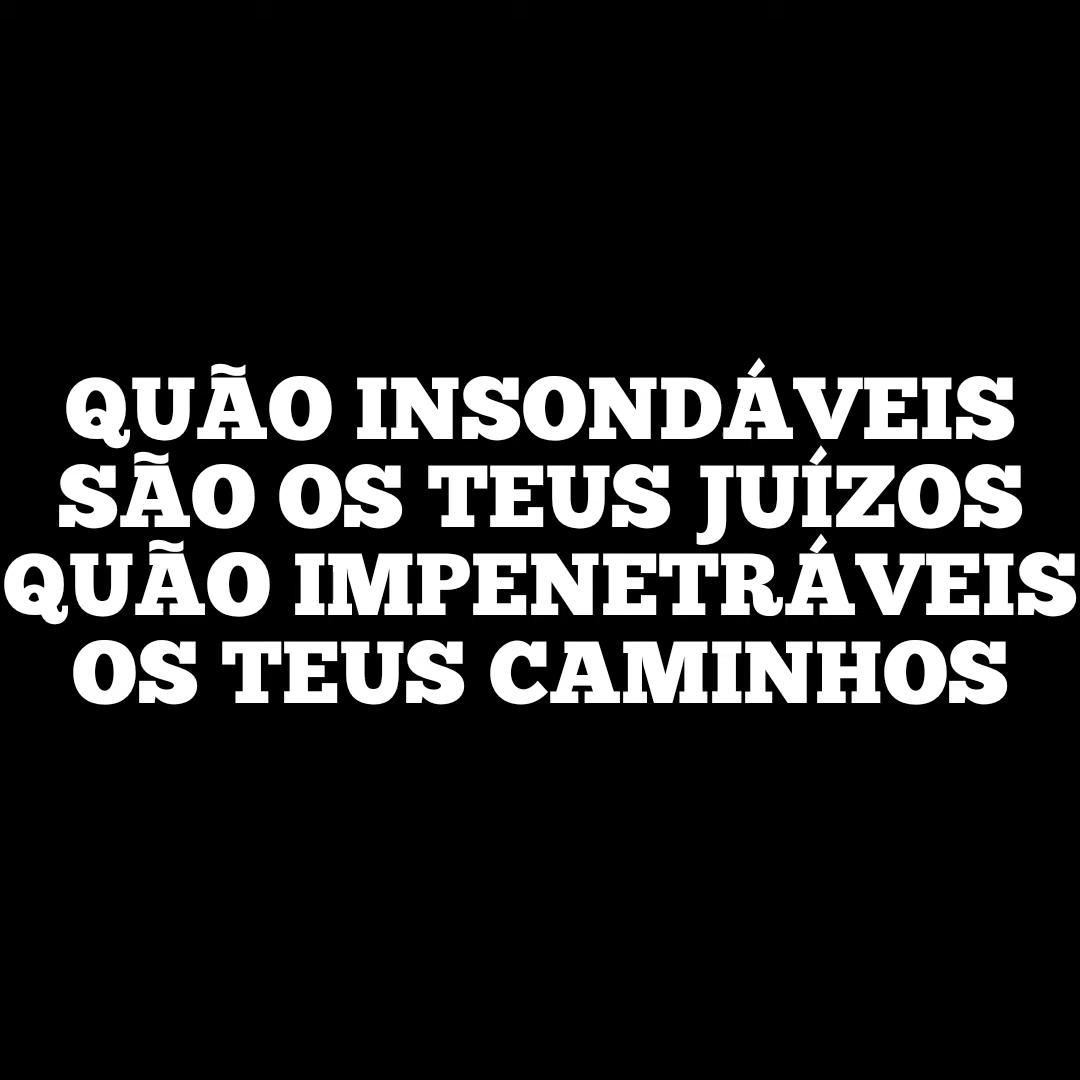 QUÃO INSONDÁVEIS
SÃO OS TEUS JUÍZOS
QUÃO IMPENETRÁVEIS
OS TEUS CAMINHOS